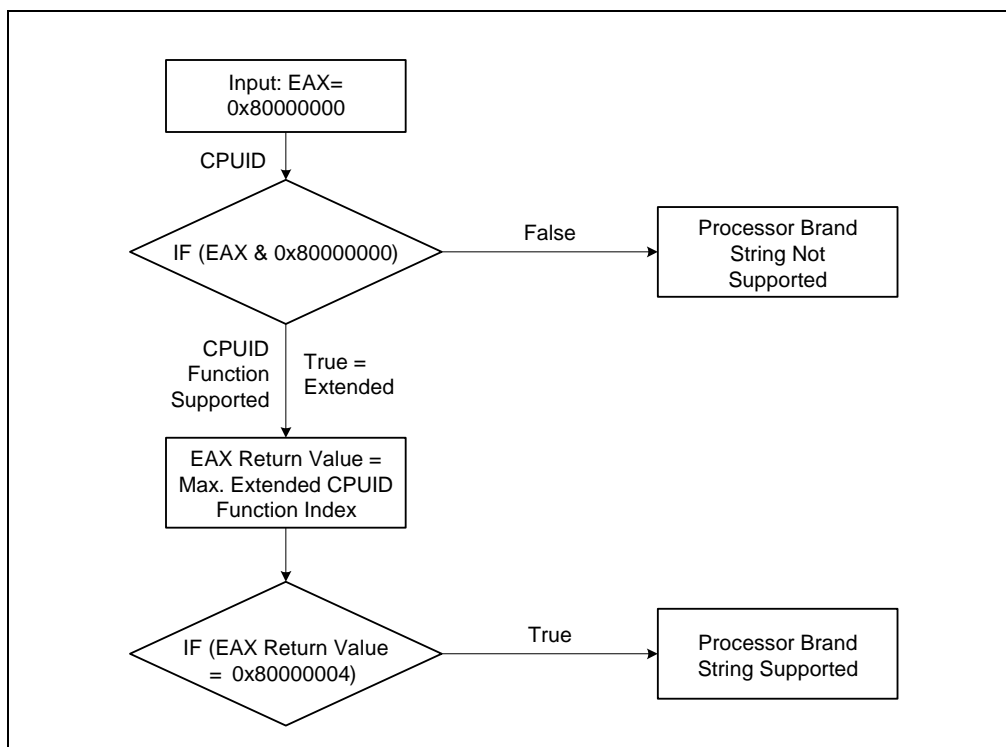 Input: EAX=
0x80000000
CPUID
IF (EAX & 0x80000000)
False
Processor Brand
String Not
Supported
CPUID
Function
Supported
True =
Extended
EAX Return Value =
Max. Extended CPUID
Function Index
IF (EAX Return Value
= 0x80000004)
True
Processor Brand
String Supported